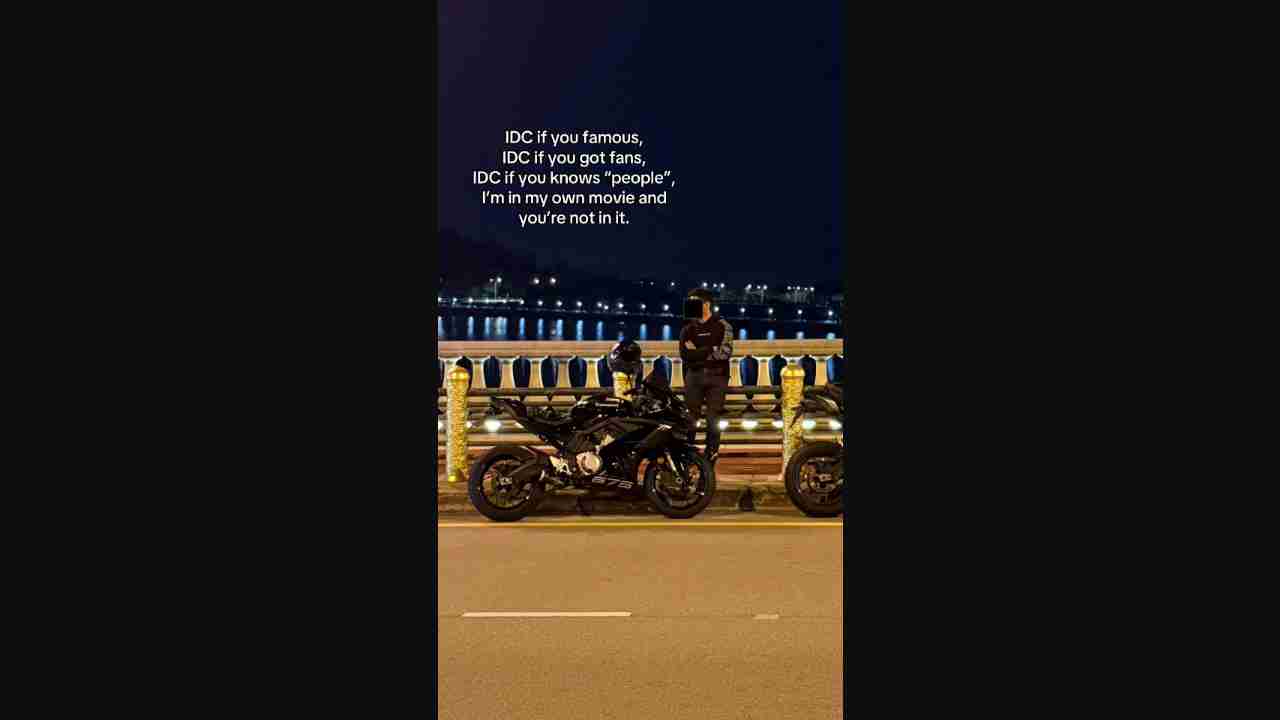 IDC if you famous,
IDC if you got fans,
IDC if you knows “people”,
I’m in my own movie and
you’re not in it.
675